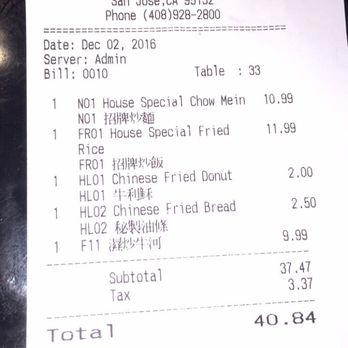 San Jose,CA 95132
Phone (408)928-2800
Date: Dec 02, 2016
Server: Admin
Bill: 0010 Table : 33
1 NO1 House Special Chow Mein 10.99
NO1 招牌炒麵
1 FR01 House Special Fried 11.99
Rice
FR01 招牌炒飯
1 HL01 Chinese Fried Donut 2.00
HL01 牛利酥
1 HL02 Chinese Fried Bread 2.50
HL02 秘製油條
1 F11 濕炒牛河 9.99
Subtotal 37.47
Tax 3.37
Total 40.84